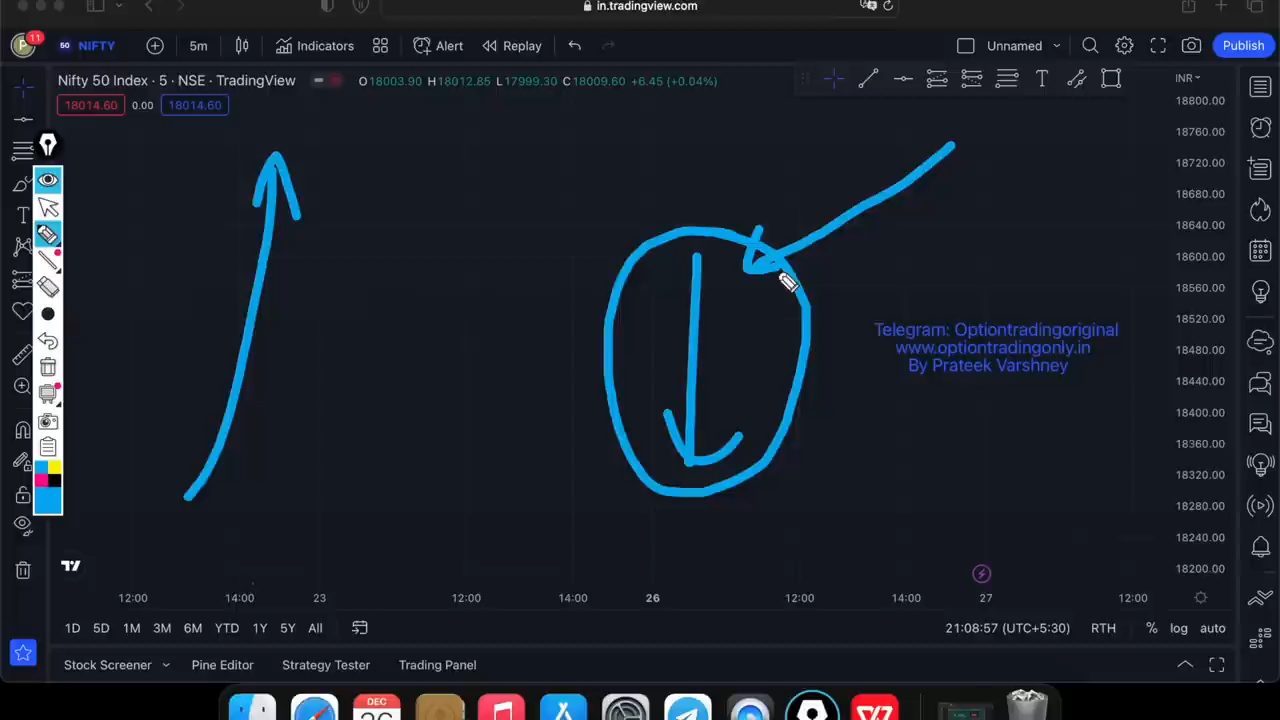 in.tradingview.com
P
11
50
NIFTY
5m
Indicators
Alert
Replay
Unnamed
Publish
Nifty 50 Index · 5 · NSE · TradingView
O18003.90 H18012.85 L17999.30 C18009.60 +6.45 (+0.04%)
INR
18014.60 0.00 18014.60
T
T
18800.00
18760.00
18720.00
18680.00
18640.00
18600.00
18560.00
18520.00
18480.00
18440.00
18400.00
18360.00
18320.00
18280.00
18240.00
18200.00
Telegram: Optiontradingoriginal
www.optiontradingonly.in
By Prateek Varshney
12:00 14:00 23 12:00 14:00 26 12:00 14:00 27 12:00
1D 5D 1M 3M 6M YTD 1Y 5Y All
21:08:57 (UTC+5:30) RTH % log auto
Stock Screener Pine Editor Strategy Tester Trading Panel
DEC